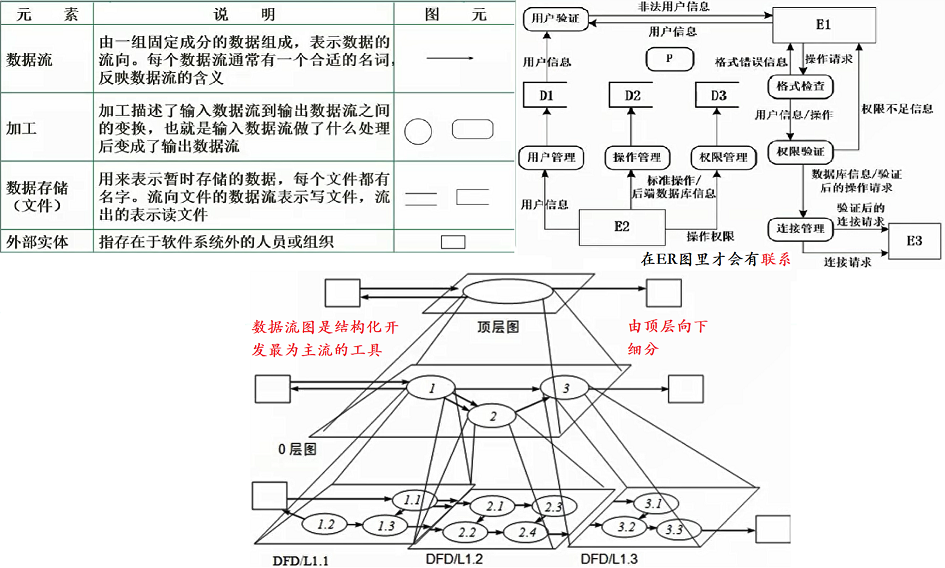 元 素 说 明 图 元
数据流
由一组固定成分的数据组成，表示数据的
流向。每个数据流通常有一个合适的名词，
反映数据流的含义
加工
加工描述了输入数据流到输出数据流之间
的变换，也就是输入数据流做了什么处理
后变成了输出数据流
数据存储
（文件）
用来表示暂时存储的数据，每个文件都有
名字。流向文件的数据流表示写文件，流
出的表示读文件
外部实体
指存在于软件系统外的人员或组织
用户验证
非法用户信息
用户信息
E1
P
用户信息
格式错误信息
操作请求
D1
D2
D3
格式检查
用户信息/操作
权限不足信息
用户管理
操作管理
权限管理
权限验证
标准操作/
后端数据库信息
数据库信息/验证
后的操作请求
用户信息
E2
操作权限
连接管理
验证后的
连接请求
E3
连接请求
在ER图里才会有联系
顶层图
数据流图是结构化开
发最为主流的工具
由顶层向下
细分
1
3
2
0层图
1.1
1.2
1.3
2.1
2.3
2.2
2.4
3.1
3.2
3.3
DFD/L1.1
DFD/L1.2
DFD/L1.3